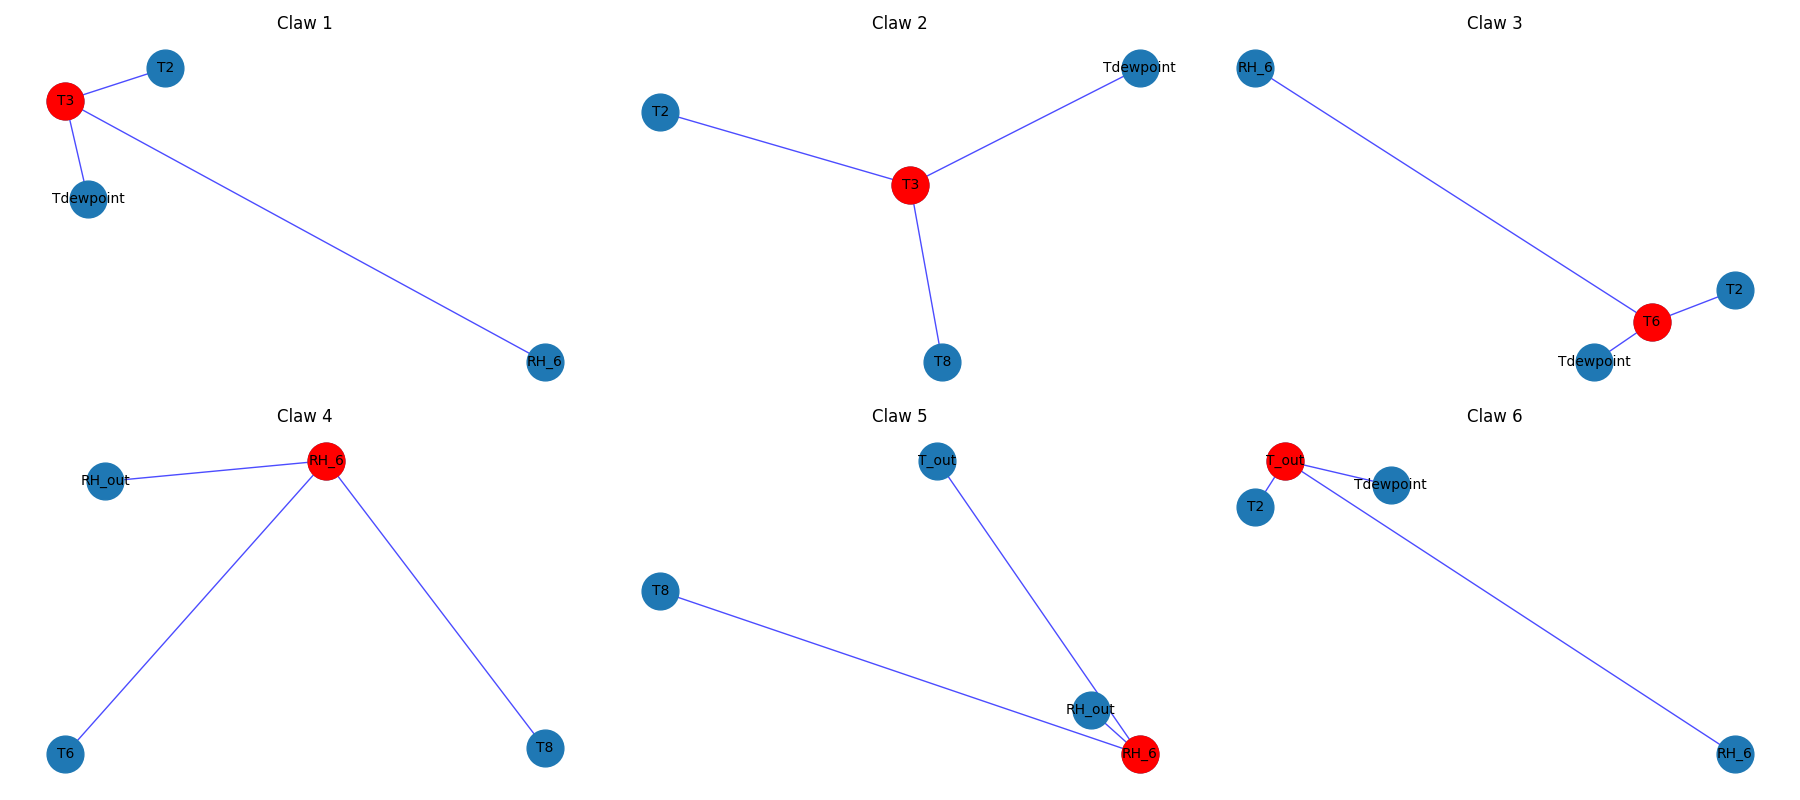 Claw 1
T2
T3
Tdewpoint
RH_6
Claw 2
Tdewpoint
T2
T3
T8
Claw 3
RH_6
T2
T6
Tdewpoint
Claw 4
RH_6
RH_out
T8
T6
Claw 5
T_out
T8
RH_out
RH_6
Claw 6
T_out
Tdewpoint
T2
RH_6